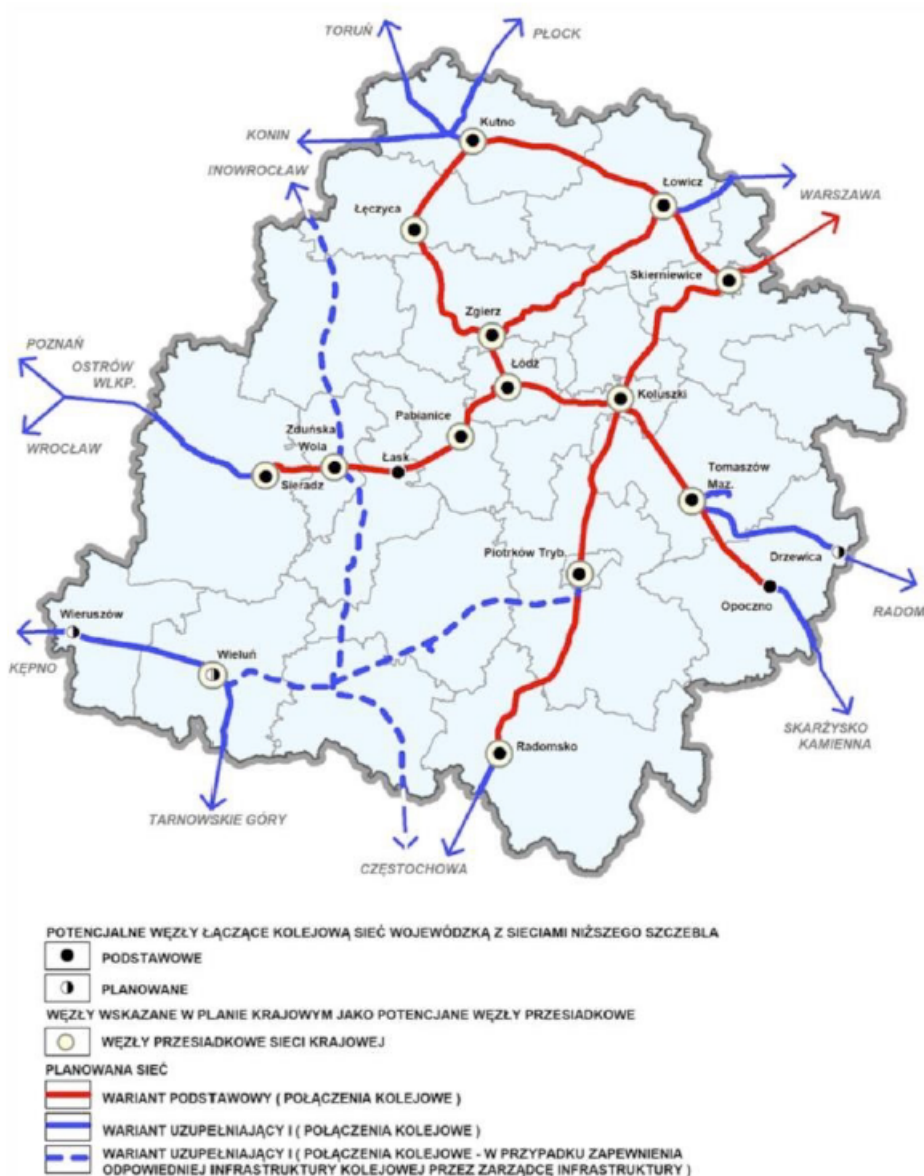 TORUŃ
PŁOCK
Kutno
KONIN
INOWROCŁAW
Łowicz
WARSZAWA
Łęczyca
Skierniewice
Zgierz
POZNAŃ
OSTRÓW
WLKP.
Łódź
Koluszki
Pabianice
WROCŁAW
Zduńska
Wola
Łask
Sieradz
Tomaszów
Maz.
Piotrków Tryb.
Drzewica
Opoczno
RADOM
Wieruszów
KĘPNO
Wieluń
SKARŻYSKO
KAMIENNA
Radomsko
TARNOWSKIE GÓRY
CZĘSTOCHOWA
POTENCJALNE WĘZŁY ŁĄCZĄCE KOLEJOWĄ SIEĆ WOJEWÓDZKĄ Z SIECIAMI NIŻSZEGO SZCZEBLA
PODSTAWOWE
PLANOWANE
WĘZŁY WSKAZANE W PLANIE KRAJOWYM JAKO POTENCJANE WĘZŁY PRZESIADKOWE
WĘZŁY PRZESIADKOWE SIECI KRAJOWEJ
PLANOWANA SIEĆ
WARIANT PODSTAWOWY ( POŁĄCZENIA KOLEJOWE )
WARIANT UZUPEŁNIAJĄCY I ( POŁĄCZENIA KOLEJOWE )
WARIANT UZUPEŁNIAJĄCY I ( POŁĄCZENIA KOLEJOWE - W PRZYPADKU ZAPEWNIENIA
ODPOWIEDNIEJ INFRASTRUKTURY KOLEJOWEJ PRZEZ ZARZĄDCĘ INFRASTRUKTURY )